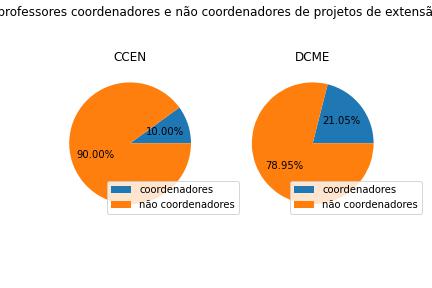 professores coordenadores e não coordenadores de projetos de extensã
CCEN
DCME
10.00%
90.00%
21.05%
78.95%
coordenadores
não coordenadores
coordenadores
não coordenadores